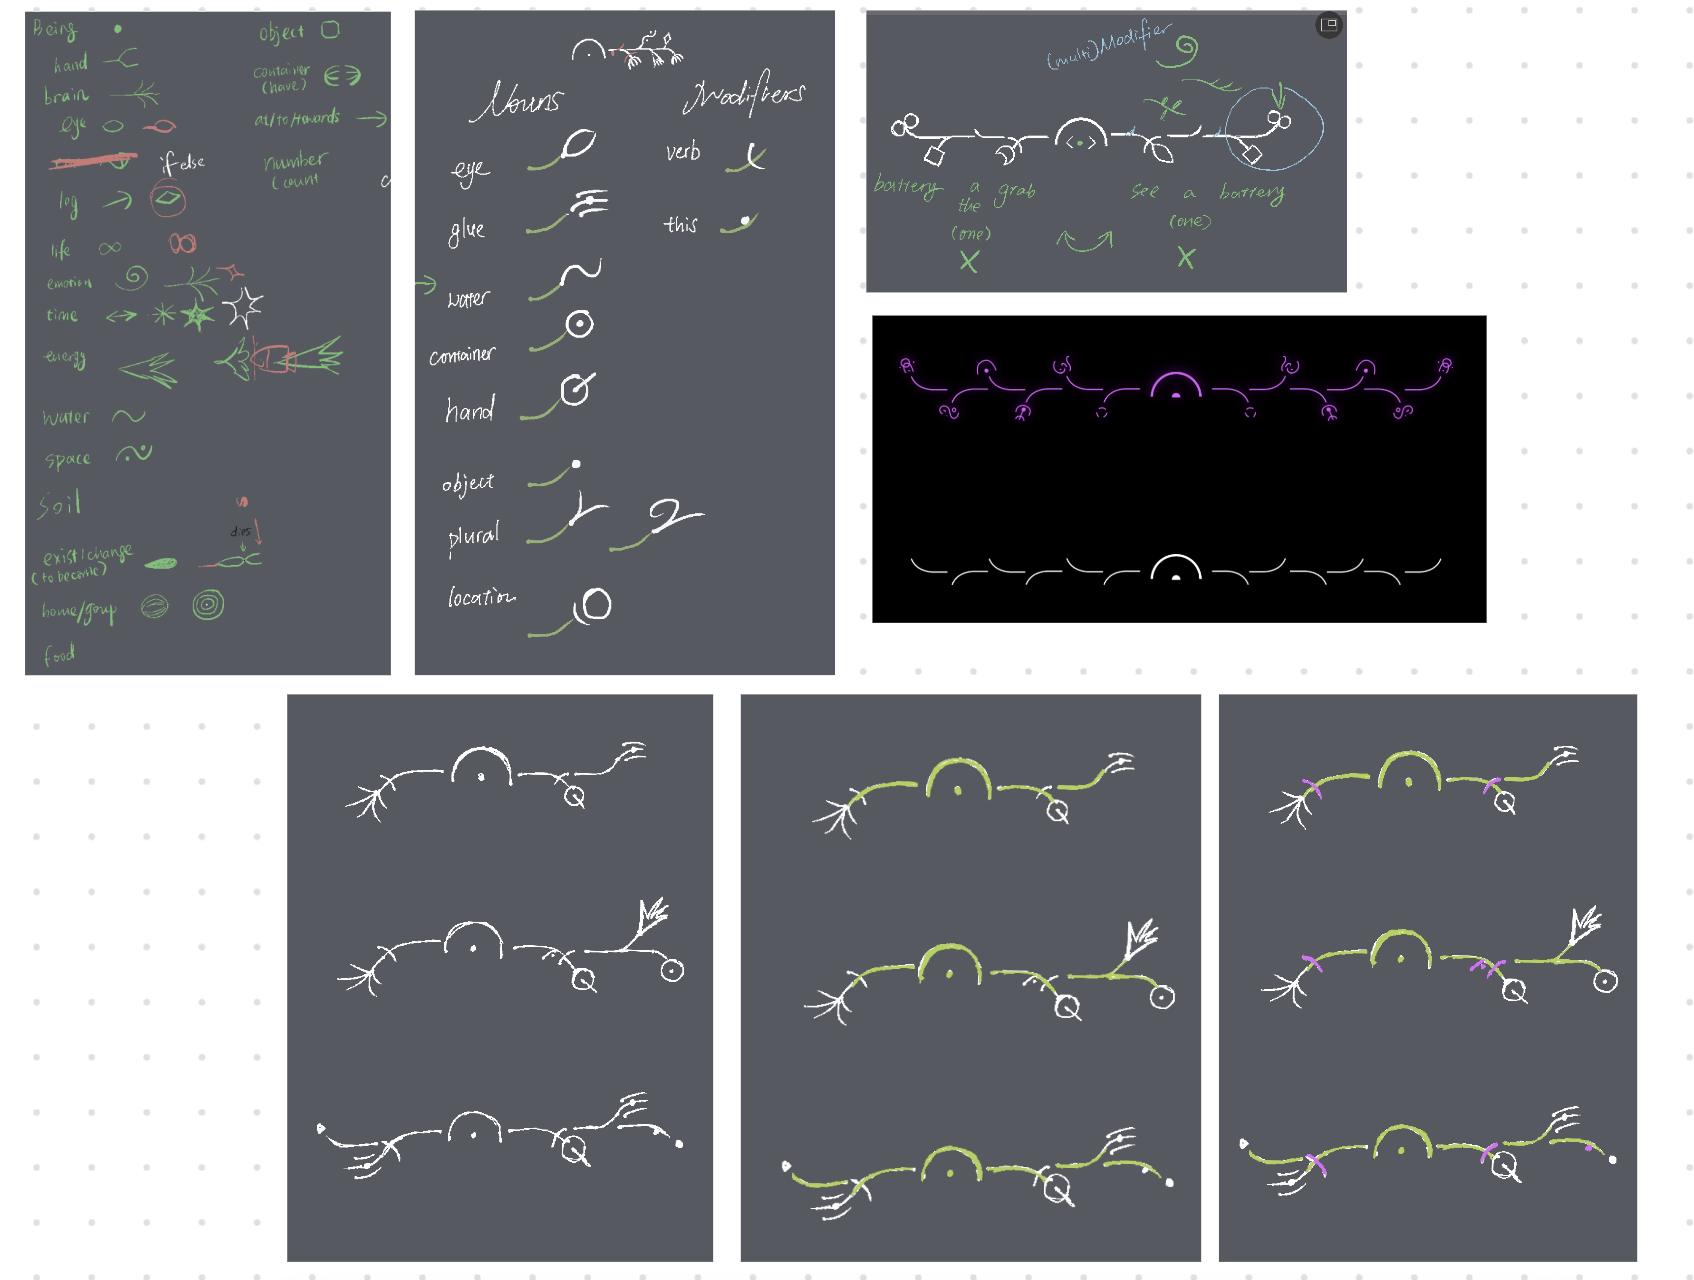 Being
object
hand
container
(have)
brain
at/to/towards
eye
if else
number
(count
leg
life
emotion
time
energy
water
space
Soil
dies
exist/change
(to become)
home/goup
food
Nouns
Modifiers
eye
verb
glue
this
water
container
hand
object
plural
location
(multi)Modifier
battery a grab see a battery
the
(one) (one)
X X